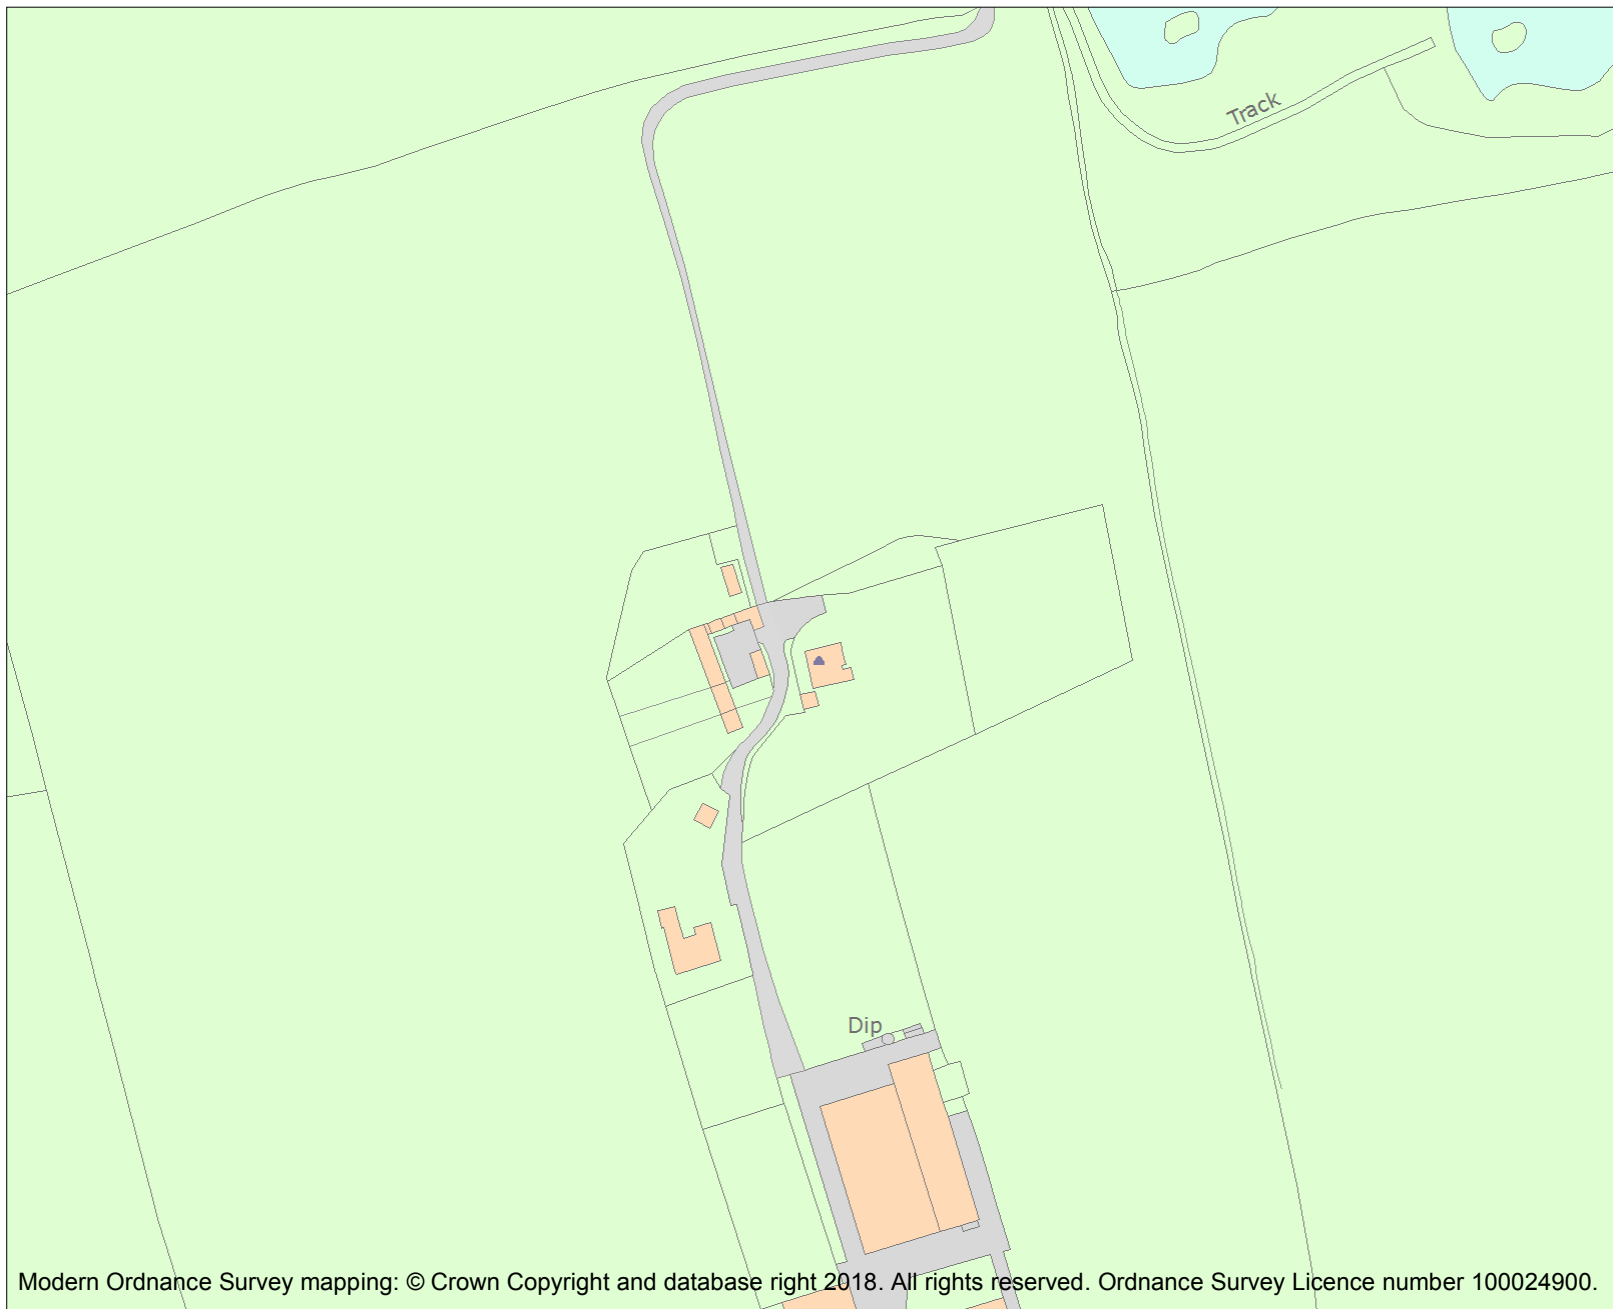 Track
Dip
Modern Ordnance Survey mapping: © Crown Copyright and database right 2018. All rights reserved. Ordnance Survey Licence number 100024900.